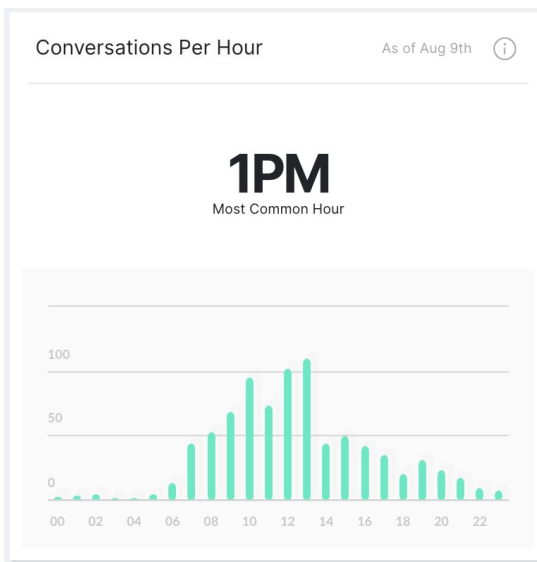 Conversations Per Hour
As of Aug 9th
1PM
Most Common Hour
100
50
0
00 02 04 06 08 10 12 14 16 18 20 22